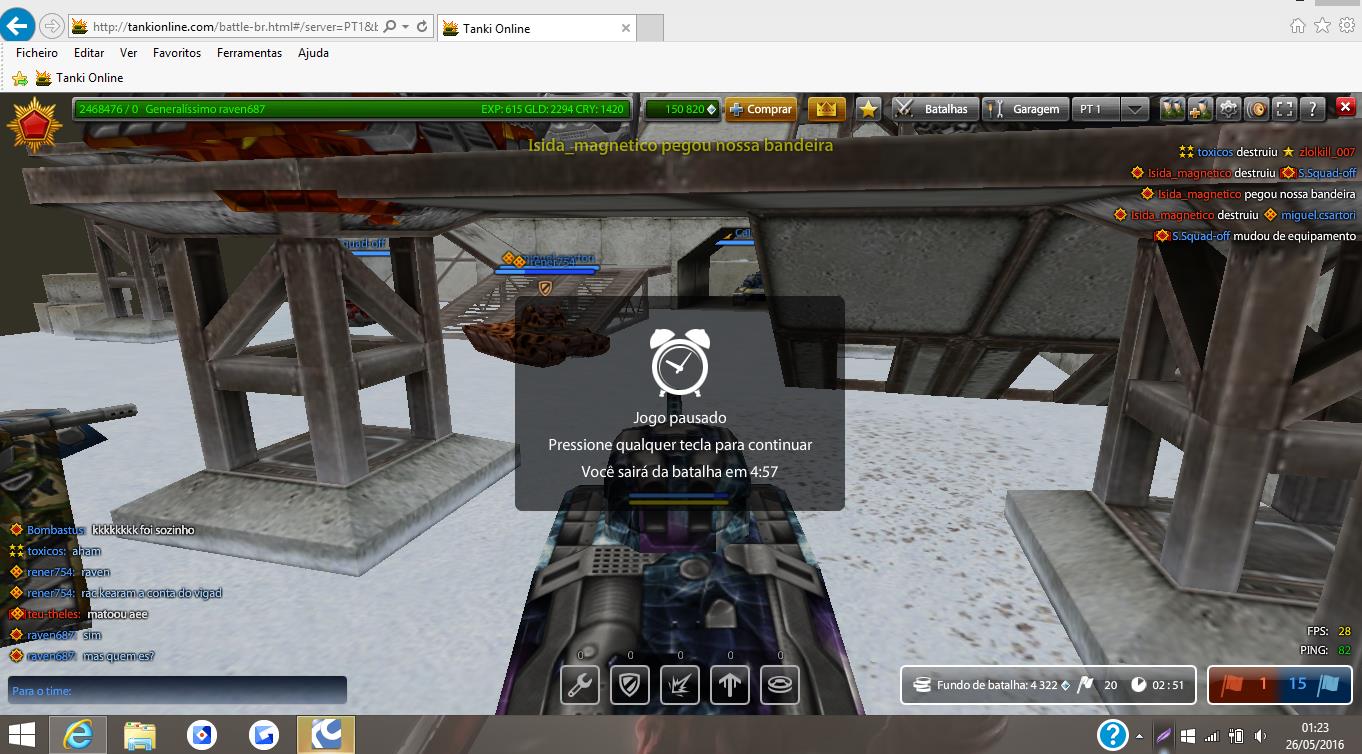 http://tankionline.com/battle-br.html#/server=PT1&b
Tanki Online
Ficheiro Editar Ver Favoritos Ferramentas Ajuda
Tanki Online
2468476 / 0 Generalíssimo raven687 EXP: 615 GLD: 2294 CRY: 1420
150 820
Comprar
Batalhas
Garagem
PT 1
?
Isida_magnetico pegou nossa bandeira
toxicos destruiu zlolkill_007
Isida_magnetico destruiu S.Squad-off
Isida_magnetico pegou nossa bandeira
Isida_magnetico destruiu miguel.csartori
S.Squad-off mudou de equipamento
quad-off
rener754
Jogo pausado
Pressione qualquer tecla para continuar
Você sairá da batalha em 4:57
Bombastus: kkkkkkkk foi sozinho
toxicos: aham
rener754: raven
rener754: rackearam a conta do vigad
teu-theles: matoou aee
raven687: sim
raven687: mas quem es?
Para o time:
0 0 0 0 0
FPS: 28
PING: 82
Fundo de batalha: 4 322 20 02 : 51
1 15
01:23
26/05/2016